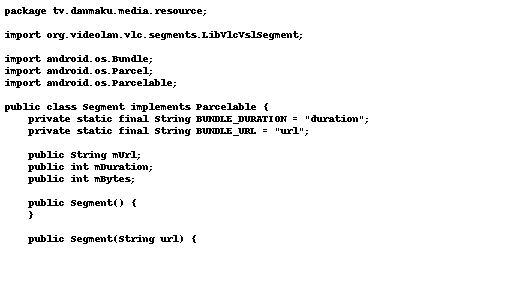 package tv.danmaku.media.resource;

import org.videolan.vlc.segments.LibVlcVslSegment;

import android.os.Bundle;
import android.os.Parcel;
import android.os.Parcelable;

public class Segment implements Parcelable {
    private static final String BUNDLE_DURATION = "duration";
    private static final String BUNDLE_URL = "url";

    public String mUrl;
    public int mDuration;
    public int mBytes;

    public Segment() {
    }

    public Segment(String url) {